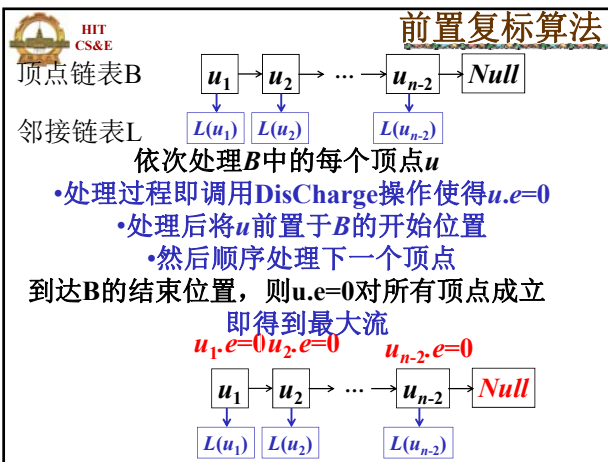 HIT
CS&E
前置复标算法
顶点链表B
u1 → u2 → ··· → un-2 → Null
邻接链表L
L(u1) L(u2) L(un-2)
依次处理B中的每个顶点u
•处理过程即调用DisCharge操作使得u.e=0
•处理后将u前置于B的开始位置
•然后顺序处理下一个顶点
到达B的结束位置，则u.e=0对所有顶点成立
即得到最大流
u1.e=0 u2.e=0 un-2.e=0
u1 → u2 → ··· → un-2 → Null
L(u1) L(u2) L(un-2)